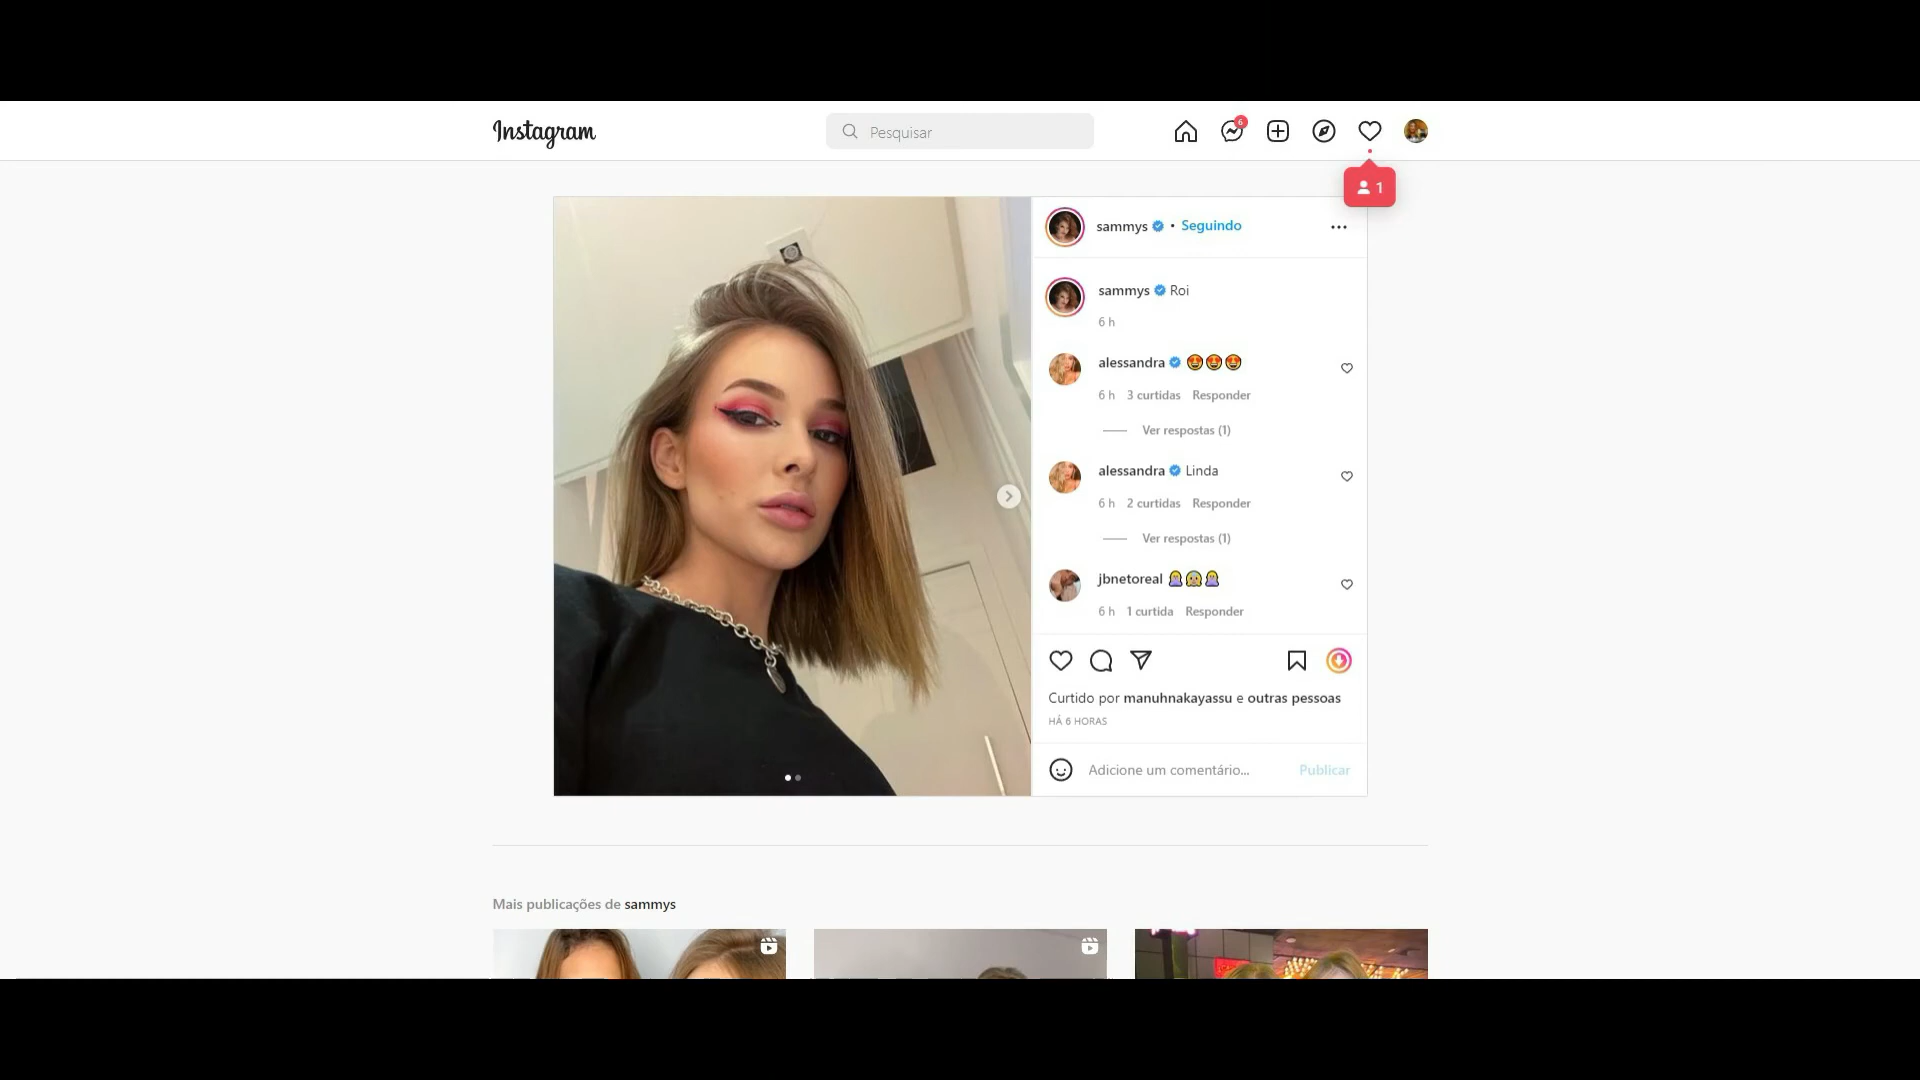 Instagram
Pesquisar
6
1
sammys • Seguindo
sammys Roi
6 h
alessandra 😍😍😍
6 h 3 curtidas Responder
Ver respostas (1)
alessandra Linda
6 h 2 curtidas Responder
Ver respostas (1)
jbnetoreal
6 h 1 curtida Responder
Curtido por manuhnakayassu e outras pessoas
HÁ 6 HORAS
Adicione um comentário... Publicar
Mais publicações de sammys